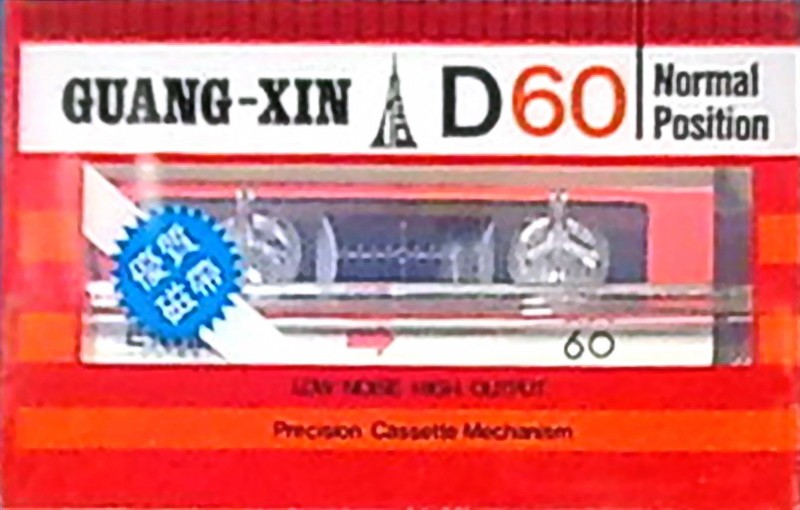 GUANG-XIN D60 Normal Position
优质
磁带
60
LOW NOISE HIGH OUTPUT
Precision Cassette Mechanism